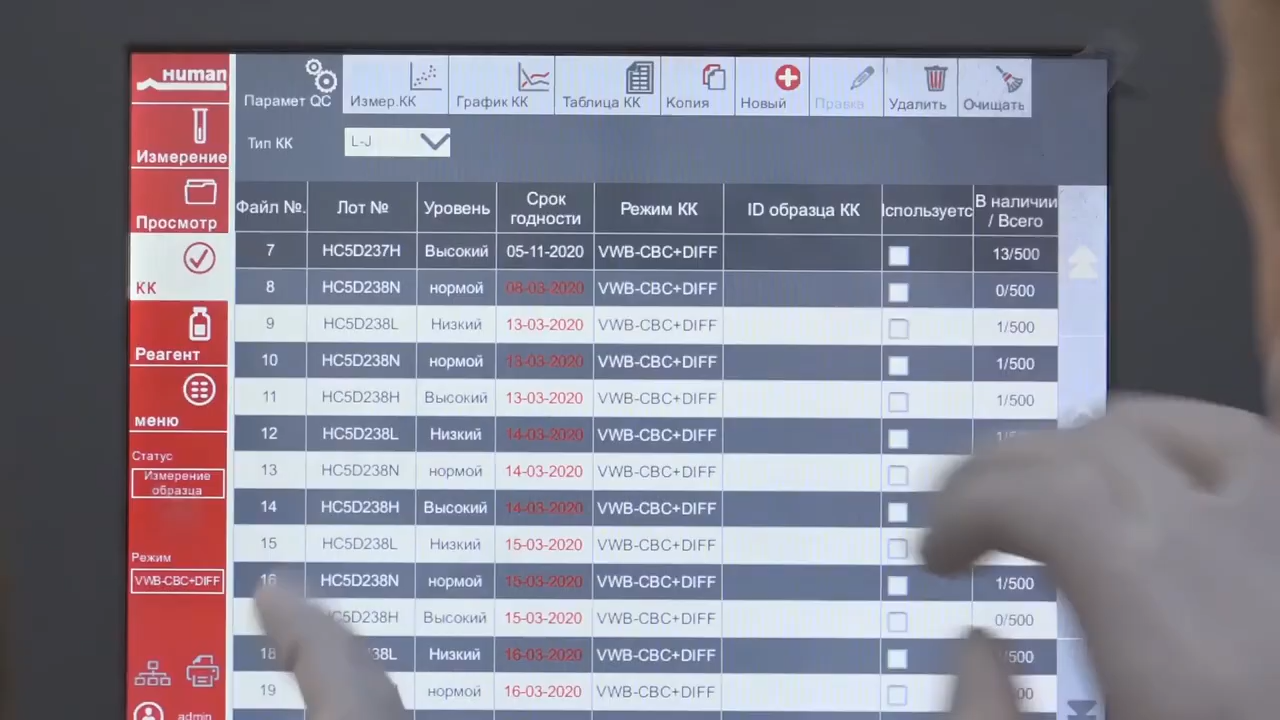 Human
Парамет QC
Измер.КК
График КК
Таблица КК
Копия
Новый
Правка
Удалить
Очищать
Измерение
Просмотр
КК
Реагент
меню
Статус
Измерение
образца
Режим
VWB-CBC+DIFF
admin
Тип КК L-J
Файл №. Лот № Уровень Срок годности Режим КК ID образца КК Используетс В наличии / Всего
7 HC5D237H Высокий 05-11-2020 VWB-CBC+DIFF 13/500
8 HC5D238N нормой 08-03-2020 VWB-CBC+DIFF 0/500
9 HC5D238L Низкий 13-03-2020 VWB-CBC+DIFF 1/500
10 HC5D238N нормой 13-03-2020 VWB-CBC+DIFF 1/500
11 HC5D238H Высокий 13-03-2020 VWB-CBC+DIFF 1/500
12 HC5D238L Низкий 14-03-2020 VWB-CBC+DIFF
13 HC5D238N нормой 14-03-2020 VWB-CBC+DIFF
14 HC5D238H Высокий 14-03-2020 VWB-CBC+DIFF
15 HC5D238L Низкий 15-03-2020 VWB-CBC+DIFF
16 HC5D238N нормой 15-03-2020 VWB-CBC+DIFF 1/500
C5D238H Высокий 15-03-2020 VWB-CBC+DIFF 0/500
18 38L Низкий 16-03-2020 VWB-CBC+DIFF /500
19 нормой 16-03-2020 VWB-CBC+DIFF